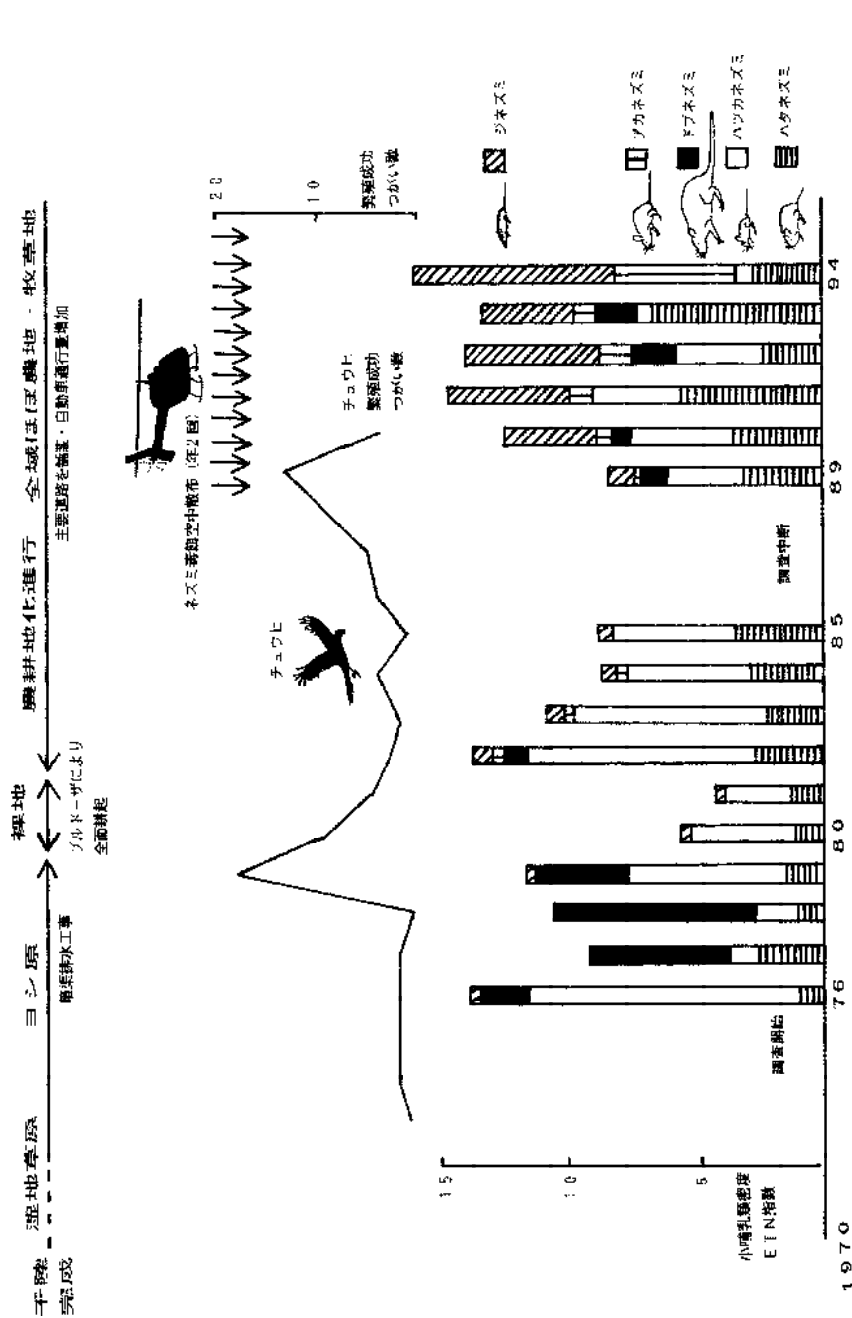 干陸
完成
湿地草原
ヨシ原
裸地
農耕地化進行
全域ほぼ農地・牧草地
暗渠排水工事
ブルドーザにより
全面耕起
主要道路を舗装・自動車通行量増加
ネズミ毒餌空中散布(年2回)
20
10
繁殖成功
つがい数
チュウヒ
チュウヒ
繁殖成功
つがい数
ジネズミ
アカネズミ
ドブネズミ
ハツカネズミ
ハタネズミ
15
10
5
小哺乳類密度
ETN指数
調査開始
調査中断
1970
76
80
85
89
94